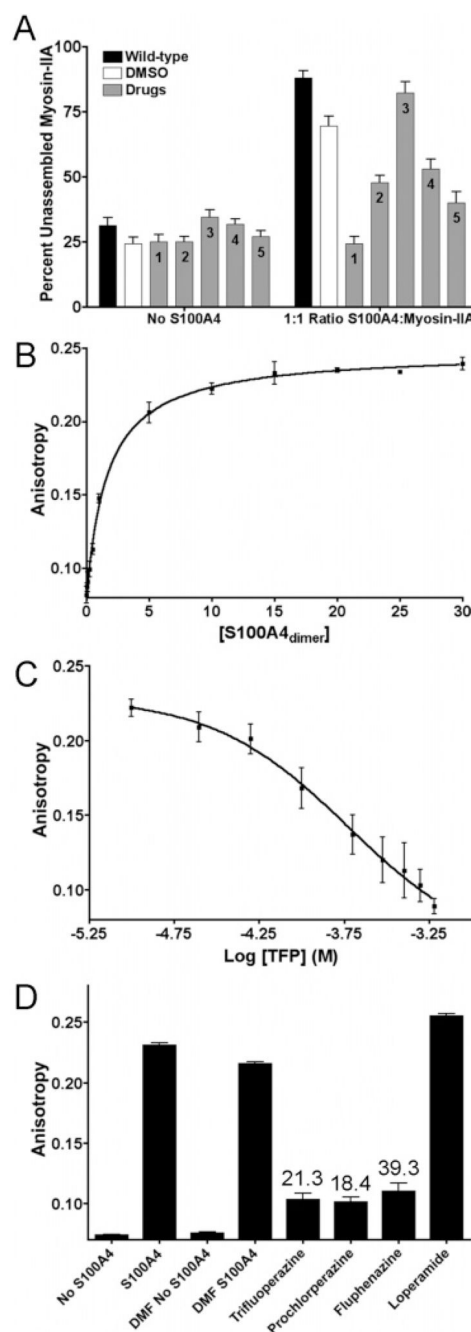 A
Percent Unassembled Myosin-IIA
100
75
50
25
0
Wild-type
DMSO
Drugs
1
2
3
4
5
1
2
3
4
5
No S100A4
1:1 Ratio S100A4:Myosin-IIA
B
Anisotropy
0.25
0.20
0.15
0.10
0
5
10
15
20
25
30
[S100A4dimer]
C
Anisotropy
0.25
0.20
0.15
0.10
-5.25
-4.75
-4.25
-3.75
-3.25
Log [TFP] (M)
D
Anisotropy
0.25
0.20
0.15
0.10
21.3
18.4
39.3
No S100A4
S100A4
DMF No S100A4
DMF S100A4
Trifluoperazine
Prochlorperazine
Fluphenazine
Loperamide